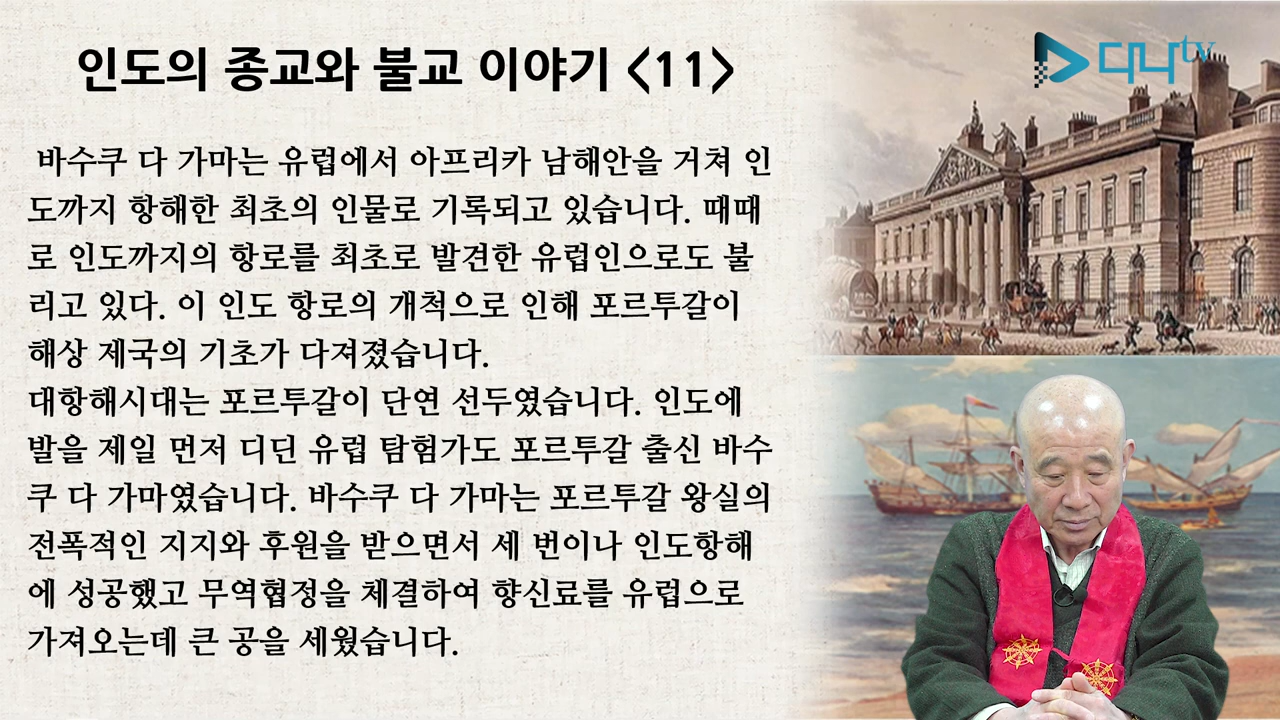 인도의 종교와 불교 이야기 <11>
디나tv
바수쿠 다 가마는 유럽에서 아프리카 남해안을 거쳐 인
도까지 항해한 최초의 인물로 기록되고 있습니다. 때때
로 인도까지의 항로를 최초로 발견한 유럽인으로도 불
리고 있다. 이 인도 항로의 개척으로 인해 포르투갈이
해상 제국의 기초가 다져졌습니다.
대항해시대는 포르투갈이 단연 선두였습니다. 인도에
발을 제일 먼저 디딘 유럽 탐험가도 포르투갈 출신 바수
쿠 다 가마였습니다. 바수쿠 다 가마는 포르투갈 왕실의
전폭적인 지지와 후원을 받으면서 세 번이나 인도항해
에 성공했고 무역협정을 체결하여 향신료를 유럽으로
가져오는데 큰 공을 세웠습니다.